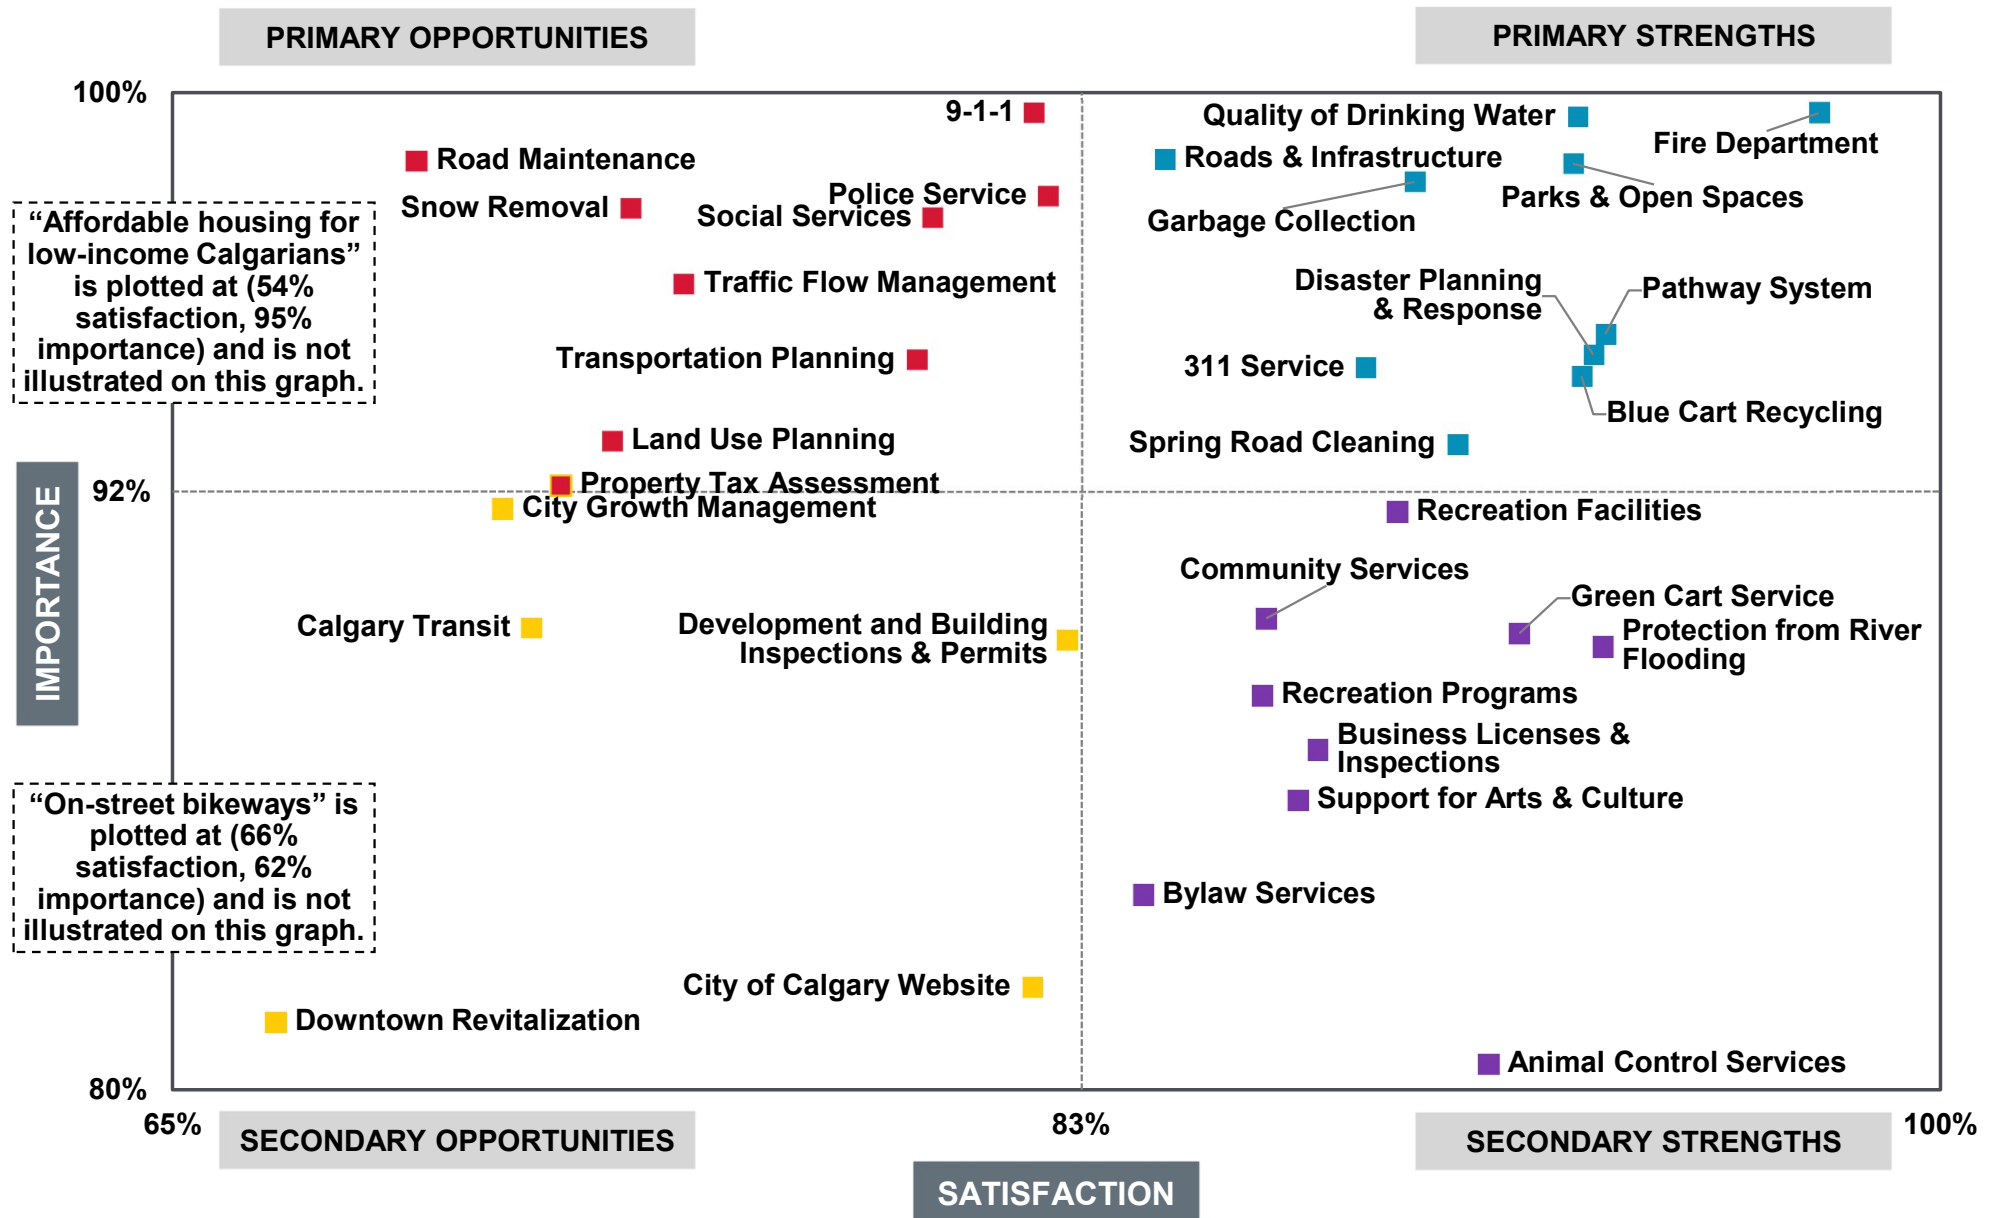 PRIMARY OPPORTUNITIES
PRIMARY STRENGTHS
100%
9-1-1
Quality of Drinking Water
Fire Department
Road Maintenance
Roads & Infrastructure
Parks & Open Spaces
Snow Removal
Police Service
Social Services
Garbage Collection
“Affordable housing for
low-income Calgarians”
is plotted at (54%
satisfaction, 95%
importance) and is not
illustrated on this graph.
Traffic Flow Management
Disaster Planning
& Response
Pathway System
Transportation Planning
311 Service
Blue Cart Recycling
Land Use Planning
Spring Road Cleaning
Property Tax Assessment
92%
City Growth Management
Recreation Facilities
IMPORTANCE
Community Services
Green Cart Service
Calgary Transit
Development and Building
Inspections & Permits
Protection from River
Flooding
Recreation Programs
Business Licenses &
Inspections
Support for Arts & Culture
“On-street bikeways” is
plotted at (66%
satisfaction, 62%
importance) and is not
illustrated on this graph.
Bylaw Services
City of Calgary Website
Downtown Revitalization
Animal Control Services
80%
65%
83%
100%
SECONDARY OPPORTUNITIES
SECONDARY STRENGTHS
SATISFACTION